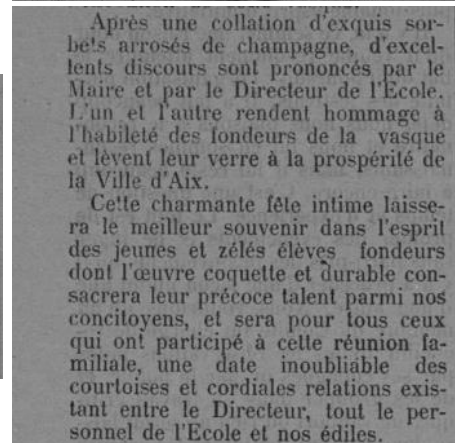 Après une collation d'exquis sor-
bets arrosés de champagne, d'excel-
lents discours sont prononcés par le
Maire et par le Directeur de l'Ecole.
L'un et l'autre rendent hommage à
l'habileté des fondeurs de la vasque
et lèvent leur verre à la prospérité de
la Ville d'Aix.
Cette charmante fête intime laisse-
ra le meilleur souvenir dans l'esprit
des jeunes et zélés élèves fondeurs
dont l'œuvre coquette et durable con-
sacrera leur précoce talent parmi nos
concitoyens, et sera pour tous ceux
qui ont participé à cette réunion fa-
miliale, une date inoubliable des
courtoises et cordiales relations exis-
tant entre le Directeur, tout le per-
sonnel de l'Ecole et nos édiles.